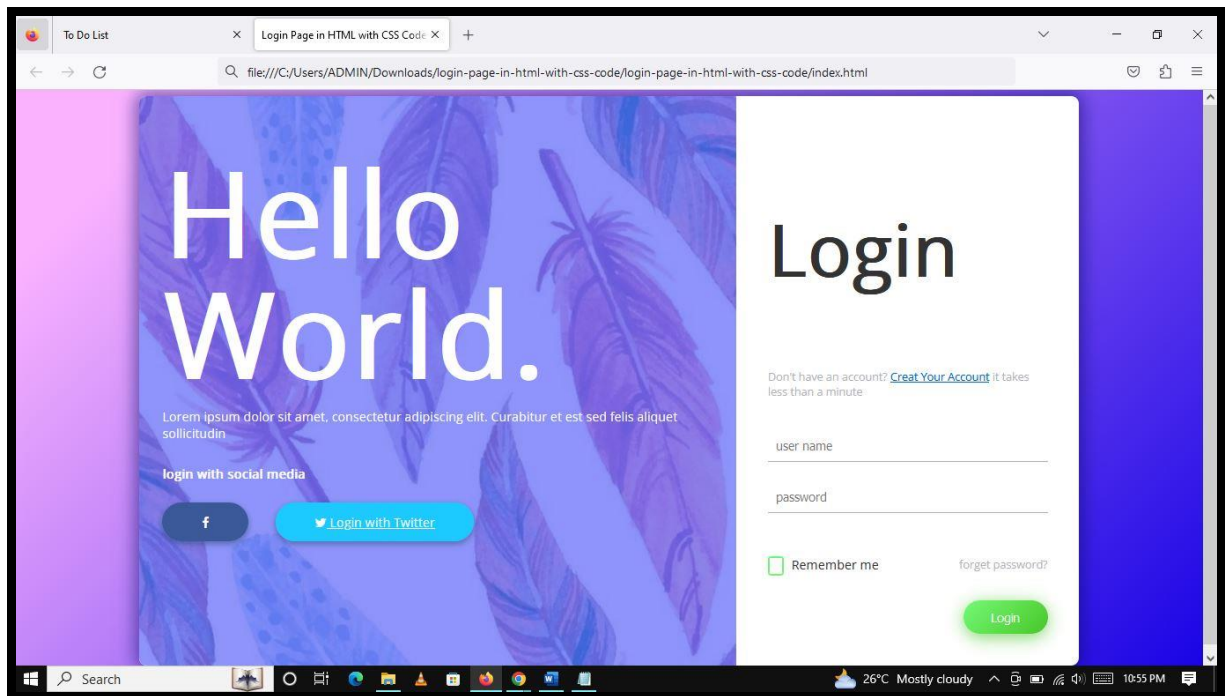 To Do List
Login Page in HTML with CSS Code
file:///C:/Users/ADMIN/Downloads/login-page-in-html-with-css-code/login-page-in-html-with-css-code/index.html
Hello
World.
Lorem ipsum dolor sit amet, consectetur adipiscing elit. Curabitur et est sed felis aliquet
sollicitudin
login with social media
f
Login with Twitter
Login
Don't have an account? Creat Your Account it takes
less than a minute
user name
password
Remember me
forget password?
Login
Search
26°C Mostly cloudy
10:55 PM